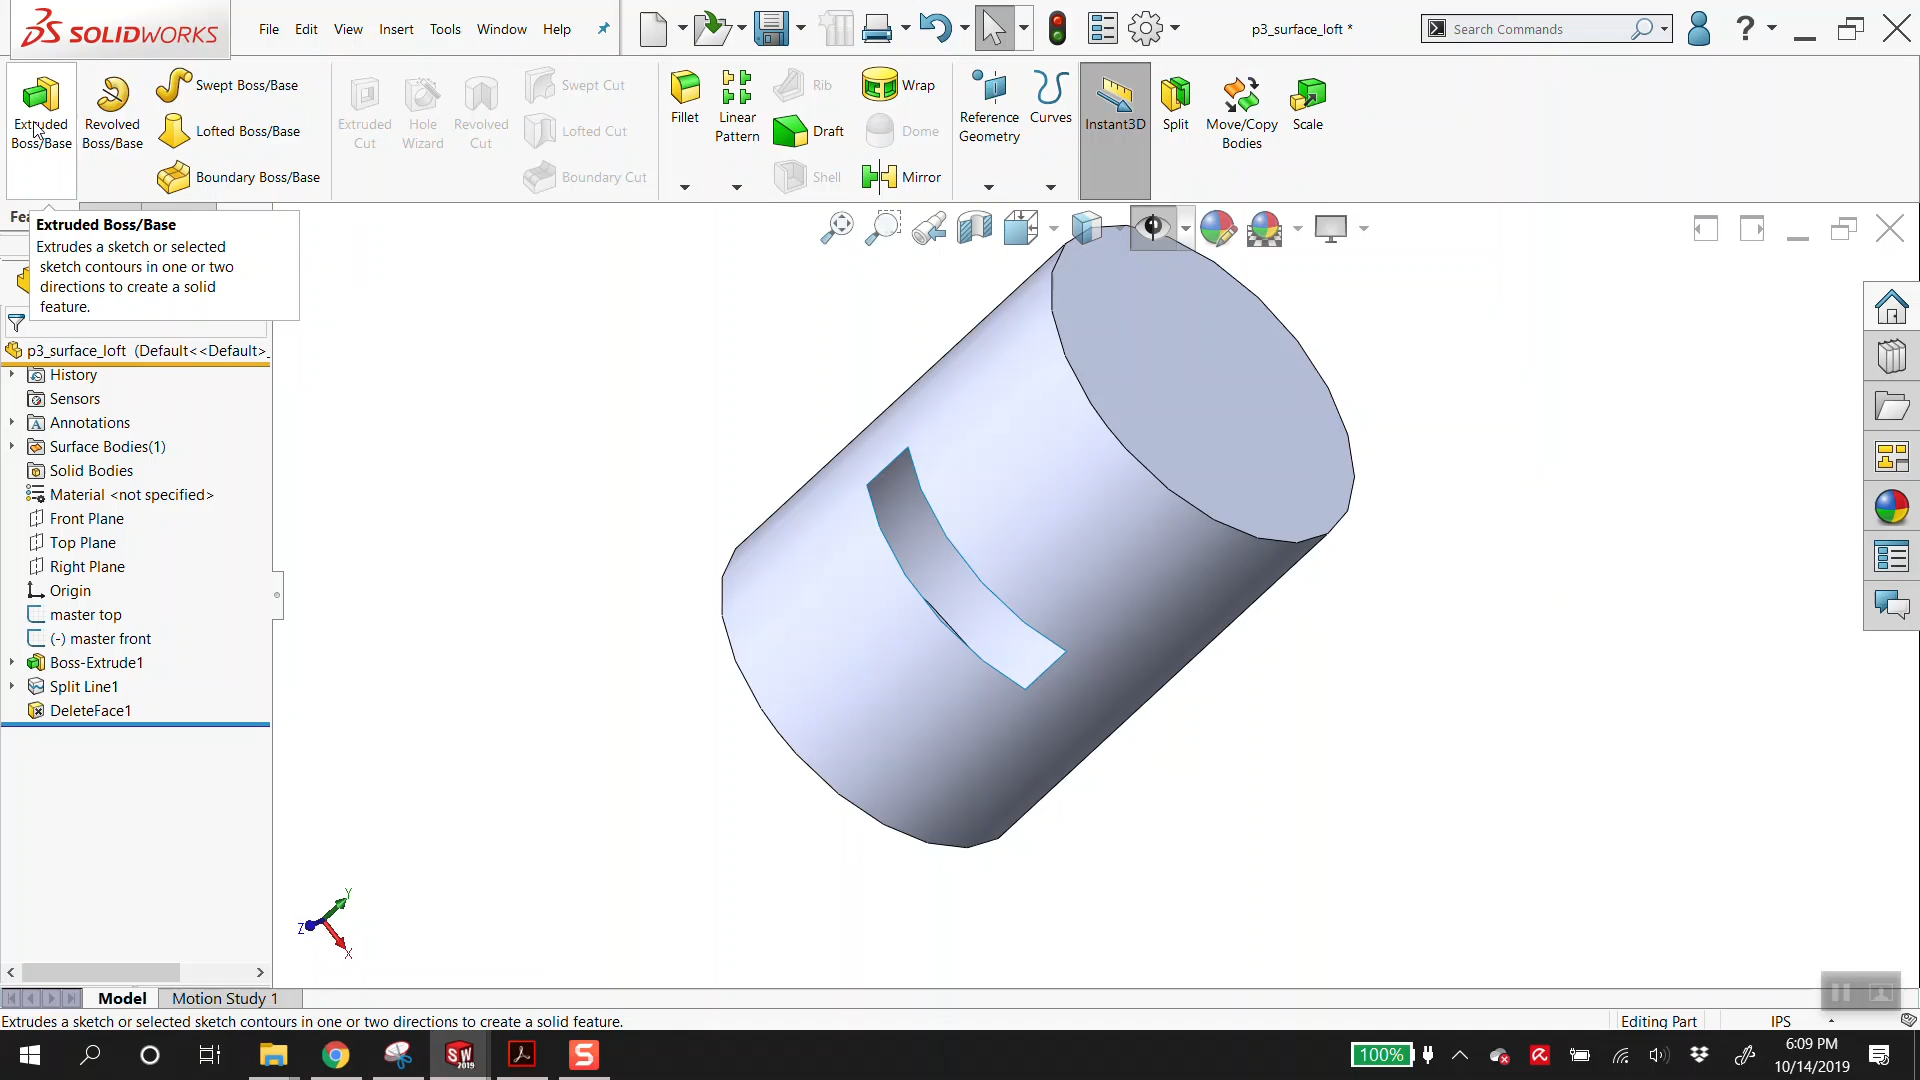 SOLIDWORKS
File Edit View Insert Tools Window Help
p3_surface_loft *
Search Commands
?
Extruded Boss/Base
Revolved Boss/Base
Swept Boss/Base
Lofted Boss/Base
Boundary Boss/Base
Extruded Cut
Hole Wizard
Revolved Cut
Swept Cut
Lofted Cut
Boundary Cut
Fillet
Linear Pattern
Rib
Draft
Shell
Wrap
Dome
Mirror
Reference Geometry
Curves
Instant3D
Split
Move/Copy Bodies
Scale
Fea
Extruded Boss/Base
Extrudes a sketch or selected
sketch contours in one or two
directions to create a solid
feature.
p3_surface_loft (Default<<Default>_
History
Sensors
Annotations
Surface Bodies(1)
Solid Bodies
Material <not specified>
Front Plane
Top Plane
Right Plane
Origin
master top
(-) master front
Boss-Extrude1
Split Line1
DeleteFace1
Y
Z
X
Model Motion Study 1
Extrudes a sketch or selected sketch contours in one or two directions to create a solid feature.
Editing Part
IPS
SW
2019
S
100%
6:09 PM
10/14/2019